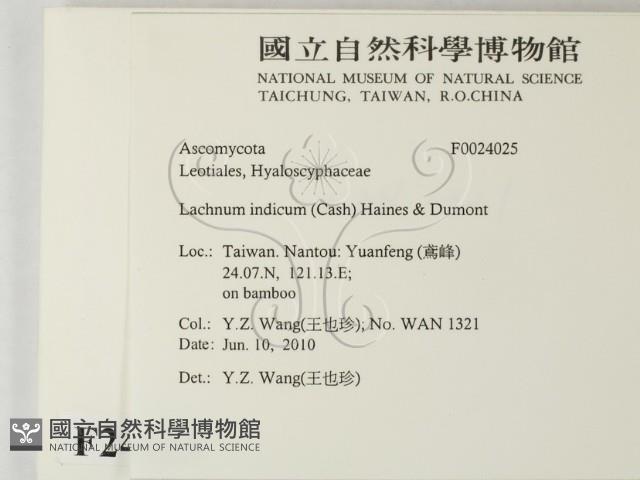 國立自然科學博物館
NATIONAL MUSEUM OF NATURAL SCIENCE
TAICHUNG, TAIWAN, R.O.CHINA
Ascomycota F0024025
Leotiales, Hyaloscyphaceae
Lachnum indicum (Cash) Haines & Dumont
Loc.: Taiwan. Nantou: Yuanfeng (鳶峰)
24.07.N, 121.13.E;
on bamboo
Col.: Y.Z. Wang(王也珍); No. WAN 1321
Date: Jun. 10, 2010
Det.: Y.Z. Wang(王也珍)
國立自然科學博物館
NATIONAL MUSEUM OF NATURAL SCIENCE